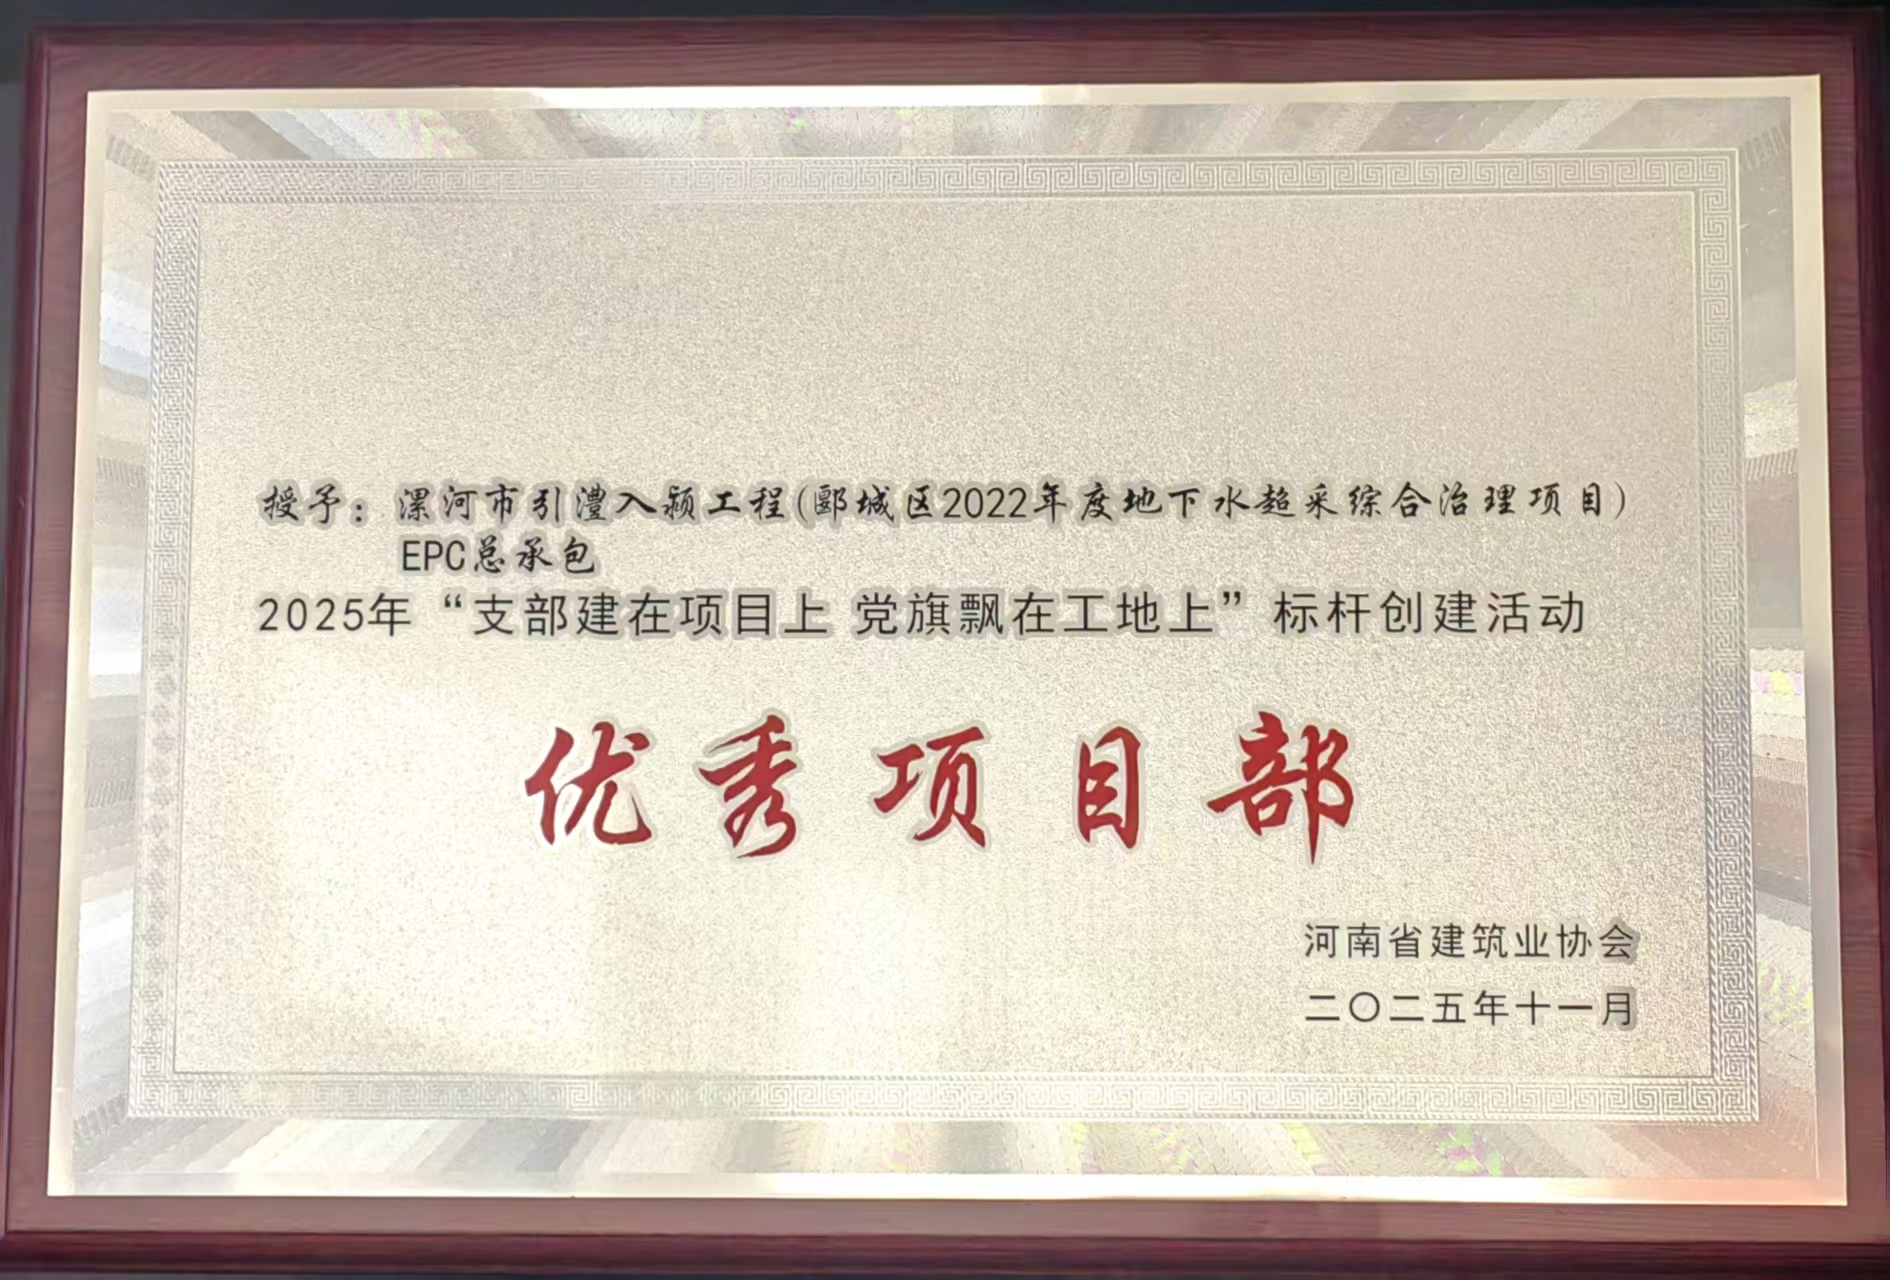 授予：漯河市引澧入颍工程(郾城区2022年度地下水超采综合治理项目)
EPC总承包
2025年“支部建在项目上 党旗飘在工地上”标杆创建活动
优秀项目部
河南省建筑业协会
二〇二五年十一月